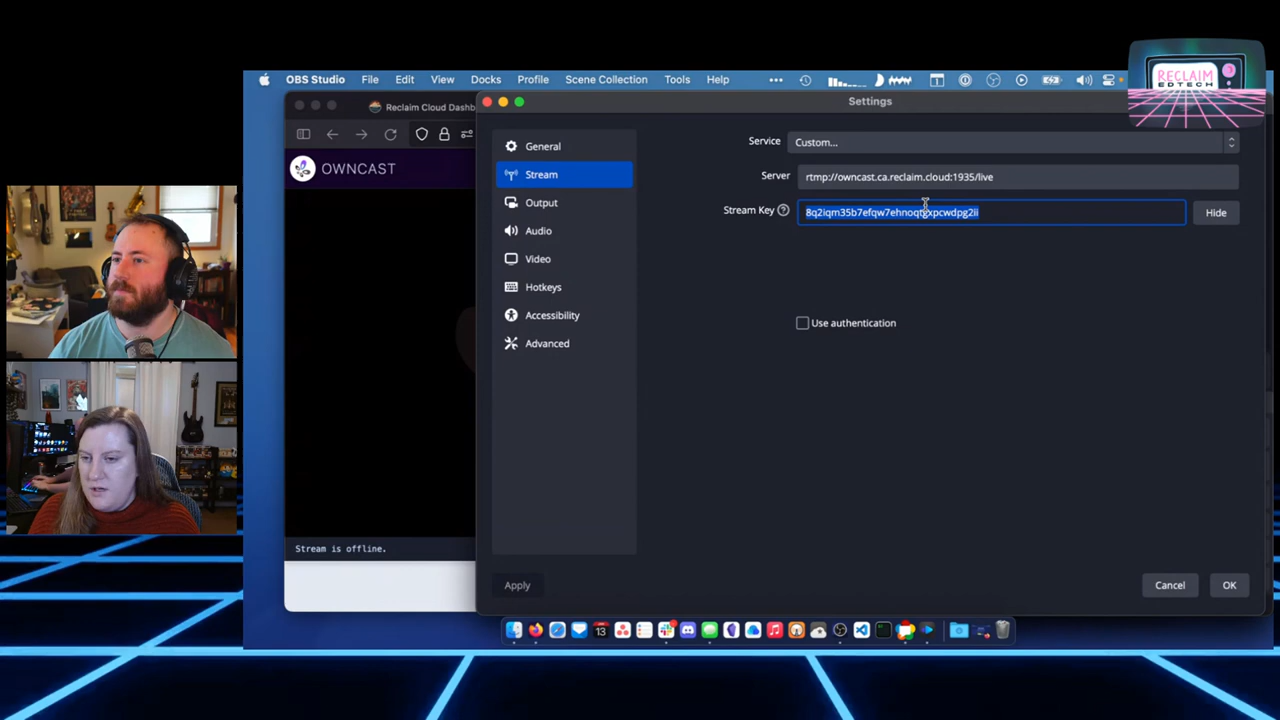 RECLAIM
EDTECH
OBS Studio File Edit View Docks Profile Scene Collection Tools Help
Reclaim Cloud Dashb
Settings
OWNCAST
General
Stream
Output
Audio
Video
Hotkeys
Accessibility
Advanced
Service Custom...
Server rtmp://owncast.ca.reclaim.cloud:1935/live
Stream Key
Hide
Use authentication
Stream is offline.
Apply
Cancel
OK
13